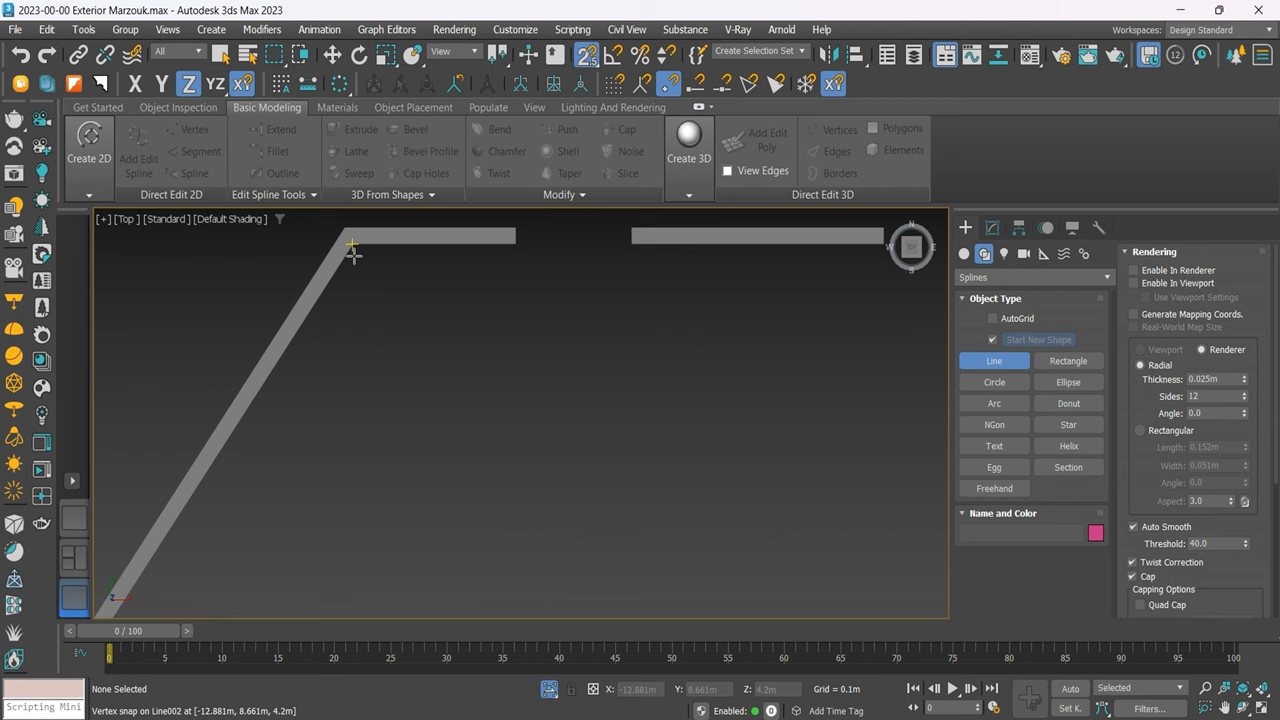 2023-00-00 Exterior Marzouk.max - Autodesk 3ds Max 2023
File Edit Tools Group Views Create Modifiers Animation Graph Editors Rendering Customize Scripting Civil View Substance V-Ray Arnold Help Workspaces: Design Standard
All View Create Selection Set
X Y Z XY XY
Get Started Object Inspection Basic Modeling Materials Object Placement Populate View Lighting And Rendering
Create 2D Add Edit Spline Vertex Segment Spline Extend Fillet Outline Extrude Lathe Sweep Bevel Bevel Profile Cap Holes Bend Chamfer Twist Push Shell Taper Cap Noise Slice Create 3D Add Edit Poly View Edges Vertices Edges Borders Polygons Elements
Direct Edit 2D Edit Spline Tools 3D From Shapes Modify Direct Edit 3D
[+] [Top ] [Standard ] [Default Shading ]
N
W E
Splines
Object Type
AutoGrid
Start New Shape
Line Rectangle
Circle Ellipse
Arc Donut
NGon Star
Text Helix
Egg Section
Freehand
Name and Color
Rendering
Enable In Renderer
Enable In Viewport
Use Viewport Settings
Generate Mapping Coords.
Real-World Map Size
Viewport Renderer
Radial
Thickness: 0.025m
Sides: 12
Angle: 0.0
Rectangular
Length: 0.152m
Width: 0.051m
Angle: 0.0
Aspect: 3.0
Auto Smooth
Threshold: 40.0
Twist Correction
Cap
Capping Options
Quad Cap
z
< 0 / 100 >
0 5 10 15 20 25 30 35 40 45 50 55 60 65 70 75 80 85 90 95 100
None Selected X: -12.881m Y: 8.661m Z: 4.2m Grid = 0.1m Auto Selected
Scripting Mini Vertex snap on Line002 at [-12.881m, 8.661m, 4.2m] Enabled: 0 Add Time Tag 0 Set K. Filters...